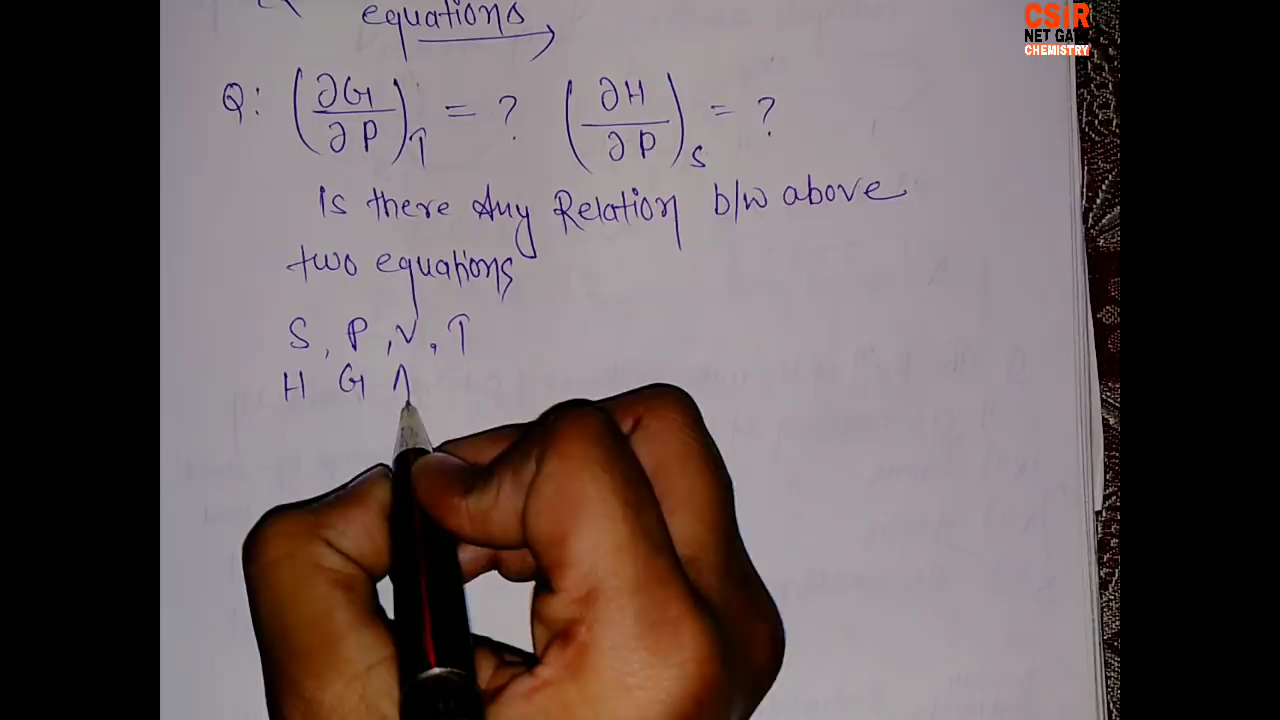 equations
CSIR
NET GATE
CHEMISTRY
Q: (∂G/∂P)T = ? (∂H/∂P)S = ?
Is there Any Relation b/w above
two equations
S, P, V, T
H G A